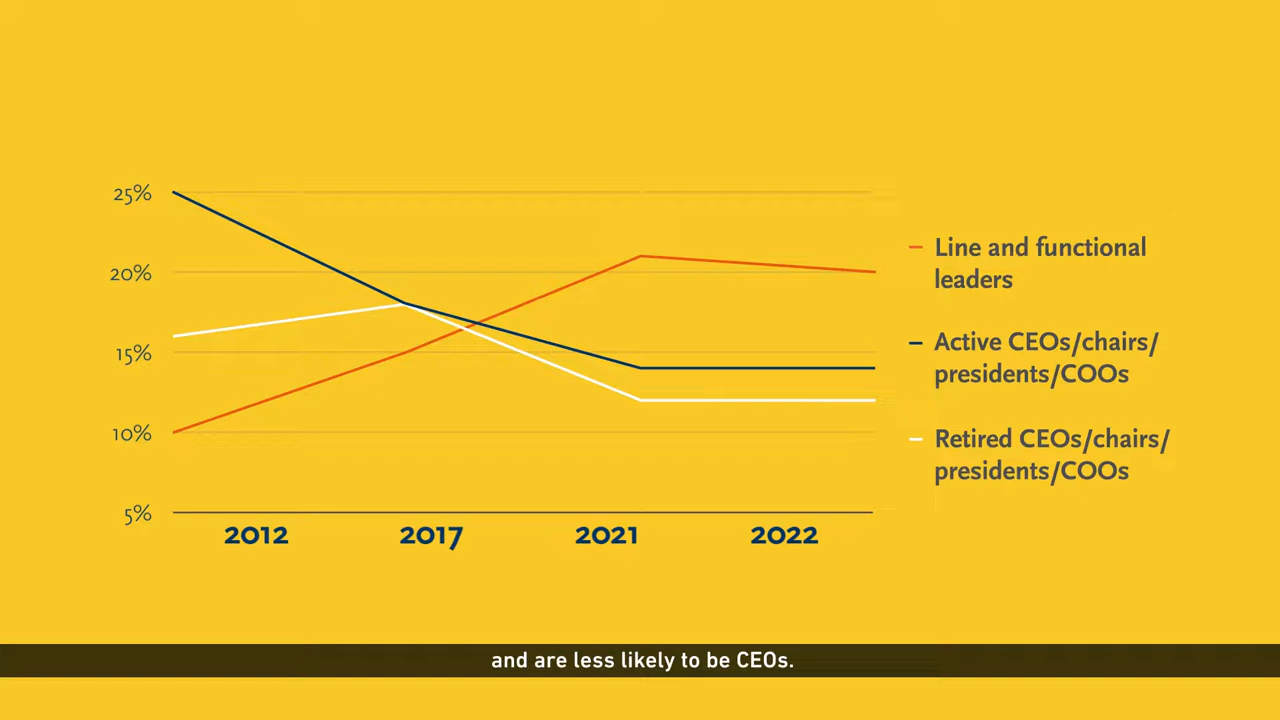 25%
20%
15%
10%
5%
2012 2017 2021 2022
Line and functional
leaders
Active CEOs/chairs/
presidents/COOs
Retired CEOs/chairs/
presidents/COOs
and are less likely to be CEOs.